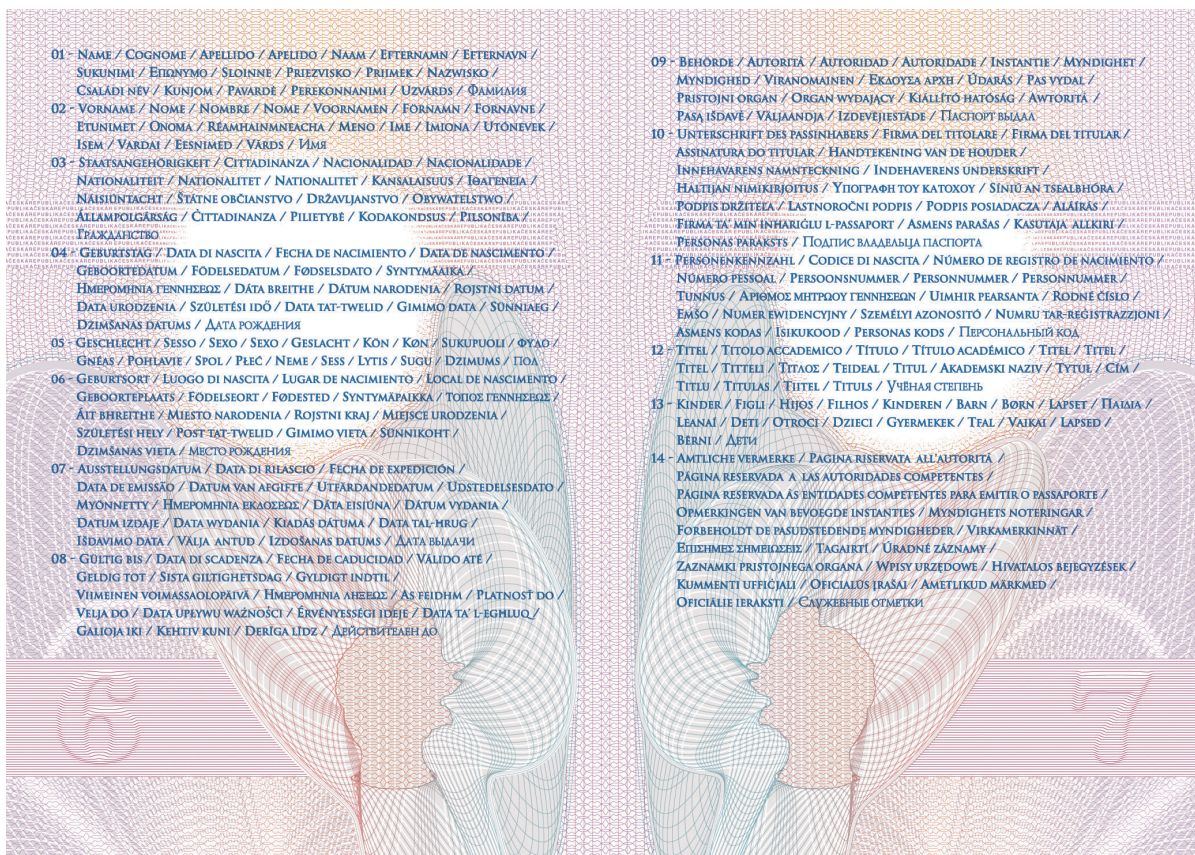 01 - Name / Cognome / Apellido / Apelido / Naam / Efternamn / Efternavn /
Sukunimi / Επωνυμο / Sloinne / Priezvisko / Priimek / Nazwisko /
Családi név / Kunjom / Pavardė / Perekonnanimi / Uzvārds / Фамилия
02 - Vorname / Nome / Nombre / Nome / Voornamen / Förnamn / Fornavne /
Etunimet / Onoma / Réamhainmneacha / Meno / Ime / Imiona / Utónevek /
Isem / Vardai / Eesnimed / Vārds / Имя
03 - Staatsangehörigkeit / Cittadinanza / Nacionalidad / Nacionalidade /
Nationaliteit / Nationalitet / Nationalitet / Kansalaisuus / Ιθαγενεια /
Náisiúntacht / Štátne občianstvo / Državljanstvo / Obywatelstwo /
Állampolgárság / Ċittadinanza / Pilietybė / Kodakondsus / Pilsonība /
Гражданство
04 - Geburtstag / Data di nascita / Fecha de nacimiento / Data de nascimento /
Geboortedatum / Födelsedatum / Fødselsdato / Syntymäaika /
Ημερομηνια γεννησεως / Dáta breithe / Dátum narodenia / Rojstni datum /
Data urodzenia / Születési idő / Data tat-twelid / Gimimo data / Sünniaeg /
Dzimšanas datums / Дата рождения
05 - Geschlecht / Sesso / Sexo / Sexo / Geslacht / Kön / Køn / Sukupuoli / Φυλο /
Gnéas / Pohlavie / Spol / Płeć / Neme / Sess / Lytis / Sugu / Dzimums / Пол
06 - Geburtsort / Luogo di nascita / Lugar de nacimiento / Local de nascimento /
Geboorteplaats / Födelseort / Fødested / Syntymäpaikka / Τοπος γεννησεως /
Áit bhreithe / Miesto narodenia / Rojstni kraj / Miejsce urodzenia /
Születési hely / Post tat-twelid / Gimimo vieta / Sünnikoht /
Dzimšanas vieta / Место рождения
07 - Ausstellungsdatum / Data di rilascio / Fecha de expedición /
Data de emissão / Datum van afgifte / Utfärdandedatum / Udstedelsesdato /
Myönnetty / Ημερομηνια εκδοσεως / Dáta eisiúna / Dátum vydania /
Datum izdaje / Data wydania / Kiadás dátuma / Data tal-hrug /
Išdavimo data / Välja antud / Izdošanas datums / Дата выдачи
08 - Gültig bis / Data di scadenza / Fecha de caducidad / Válido até /
Geldig tot / Sista giltighetsdag / Gyldigt indtil /
Viimeinen voimassaolopäivä / Ημερομηνια ληξεως / As feidhm / Platnosť do /
Velja do / Data upływu ważności / Érvényességi ideje / Data ta' l-egħluq /
Galioja iki / Kehtiv kuni / Derīga līdz / Действителен до
6
09 - Behörde / Autorità / Autoridad / Autoridade / Instantie / Myndighet /
Myndighed / Viranomainen / Εκδουσα αρχη / Údarás / Pas vydal /
Pristojni organ / Organ wydający / Kiállító hatóság / Awtorità /
Pasą išdavė / Väljaandja / Izdevējiestāde / Паспорт выдал
10 - Unterschrift des Passinhabers / Firma del titolare / Firma del titular /
Assinatura do titular / Handtekening van de houder /
Innehavarens namnteckning / Indehaverens underskrift /
Haltijan nimikirjoitus / Υπογραφη του κατοχου / Síniú an tsealbhóra /
Podpis držiteľa / Lastnoročni podpis / Podpis posiadacza / Aláírás /
Firma ta' min inhariġlu l-passaport / Asmens parašas / Kasutaja allkiri /
Personas paraksts / Подпис владельца паспорта
11 - Personenkennzahl / Codice di nascita / Número de registro de nacimiento /
Número pessoal / Persoonsnummer / Personnummer / Personnummer /
Tunnus / Αριθμος μητρωου γεννησεων / Uimhir pearsanta / Rodné číslo /
Emšo / Numer ewidencyjny / Személyi azonosító / Numru tar-reġistrazzjoni /
Asmens kodas / Isikukood / Personas kods / Персональный код
12 - Titel / Titolo accademico / Título / Título académico / Titel / Titel /
Titel / Titteli / Τιτλος / Teideal / Titul / Akademski naziv / Tytuł / Cím /
Titlu / Titulas / Tiitel / Tituls / Учёная степень
13 - Kinder / Figli / Hijos / Filhos / Kinderen / Barn / Børn / Lapset / Παιδια /
Leanaí / Deti / Otroci / Dzieci / Gyermekek / Tfal / Vaikai / Lapsed /
Bērni / Дети
14 - Amtliche Vermerke / Pagina riservata all'autorità /
Página reservada a las autoridades competentes /
Página reservada ás entidades competentes para emitir o passaporte /
Opmerkingen van bevoegde instanties / Myndighets noteringar /
Forbeholdt de pasudstedende myndigheder / Virkamerkinnät /
Επισημες σημειωσεις / Tagairtí / Úradné záznamy /
Zaznamki pristojnega organa / Wpisy urzędowe / Hivatalos bejegyzések /
Kummenti ufficjali / Oficialūs įrašai / Ametlikud märkmed /
Oficiālie ieraksti / Служебные отметки
7